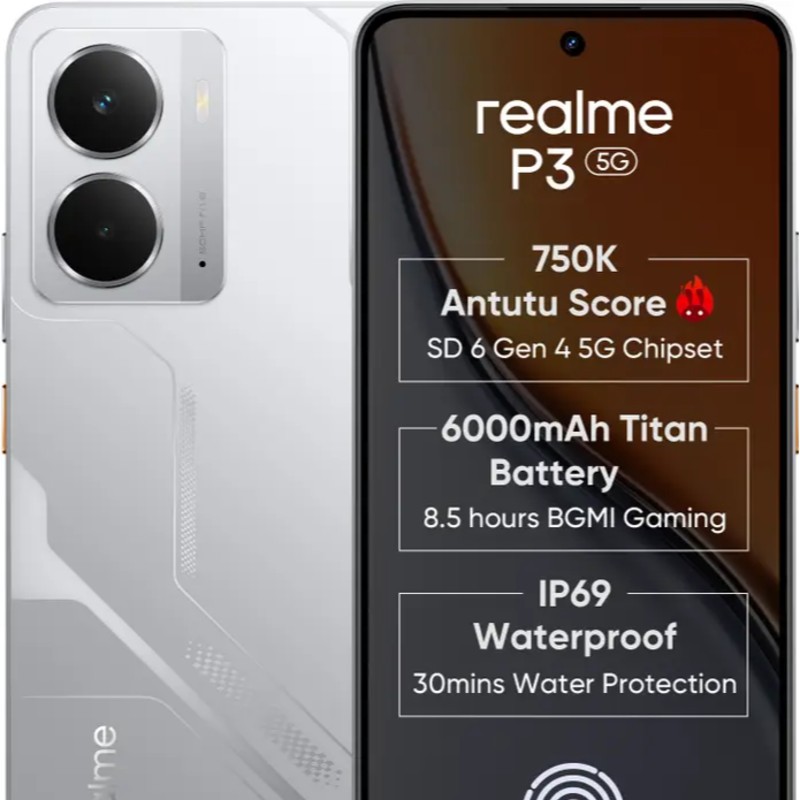 realme
P3 5G
750K
Antutu Score
SD 6 Gen 4 5G Chipset
6000mAh Titan
Battery
8.5 hours BGMI Gaming
IP69
Waterproof
30mins Water Protection